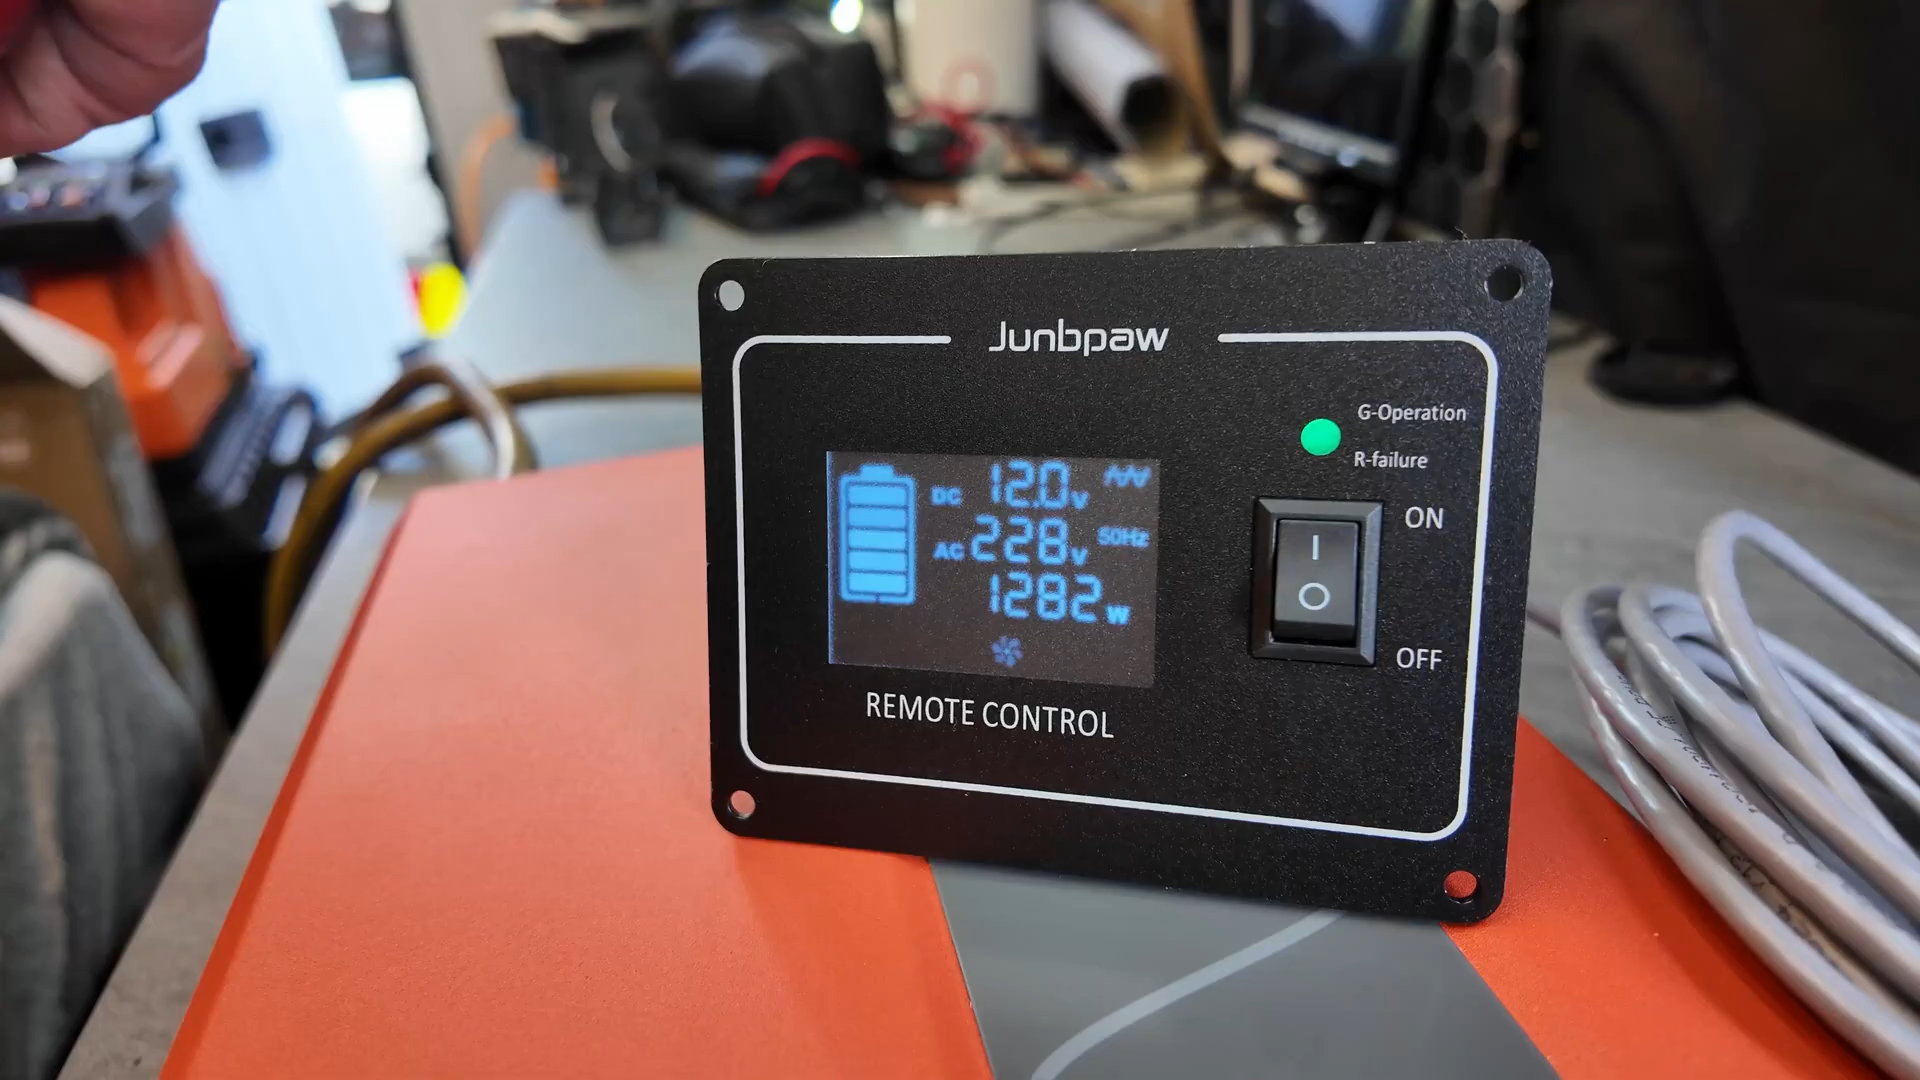 Junbpaw
G-Operation
R-failure
DC 12.0V
AC 228V 50Hz
1282W
ON
I
O
OFF
REMOTE CONTROL